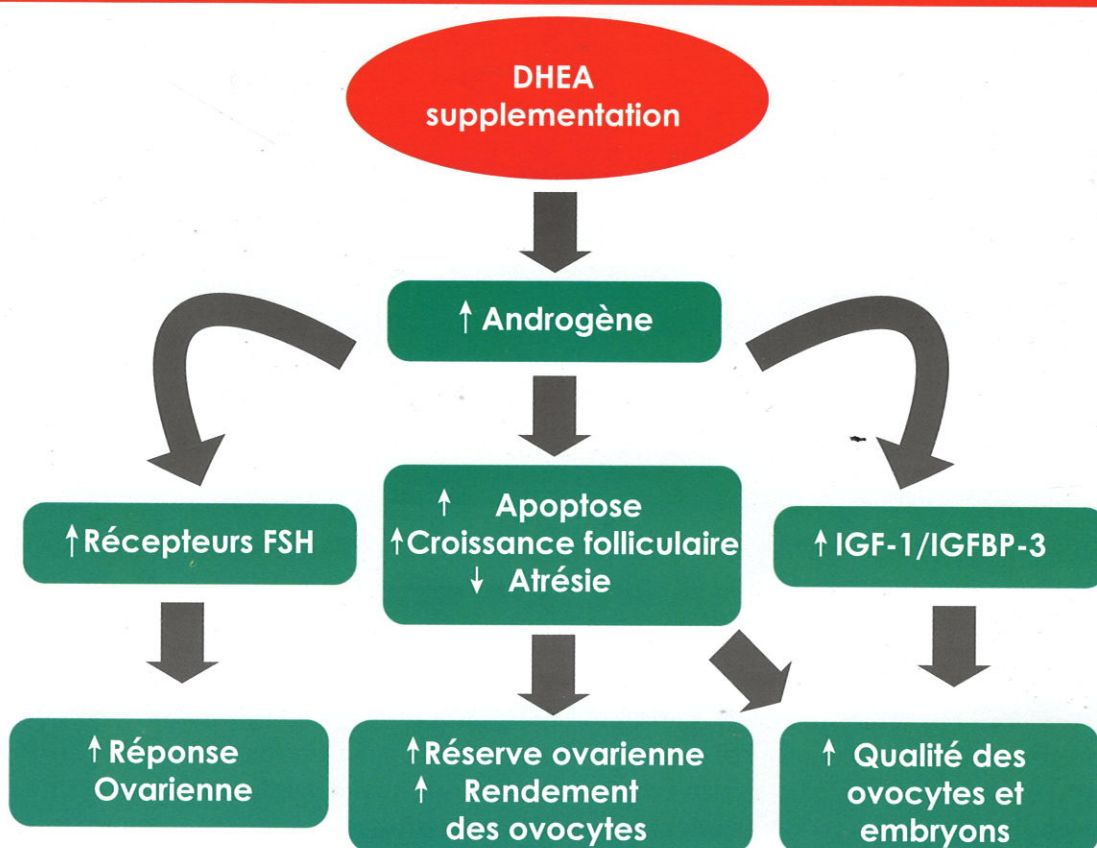 DHEA
supplementation
↑ Androgène
↑ Récepteurs FSH
↑ Apoptose
↑ Croissance folliculaire
↓ Atrésie
↑ IGF-1/IGFBP-3
↑ Réponse
Ovarienne
↑ Réserve ovarienne
↑ Rendement
des ovocytes
↑ Qualité des
ovocytes et
embryons